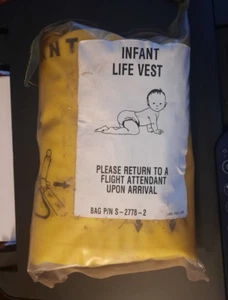 INFANT
LIFE VEST
PLEASE RETURN TO A
FLIGHT ATTENDANT
UPON ARRIVAL
BAG P/N S-2778-2